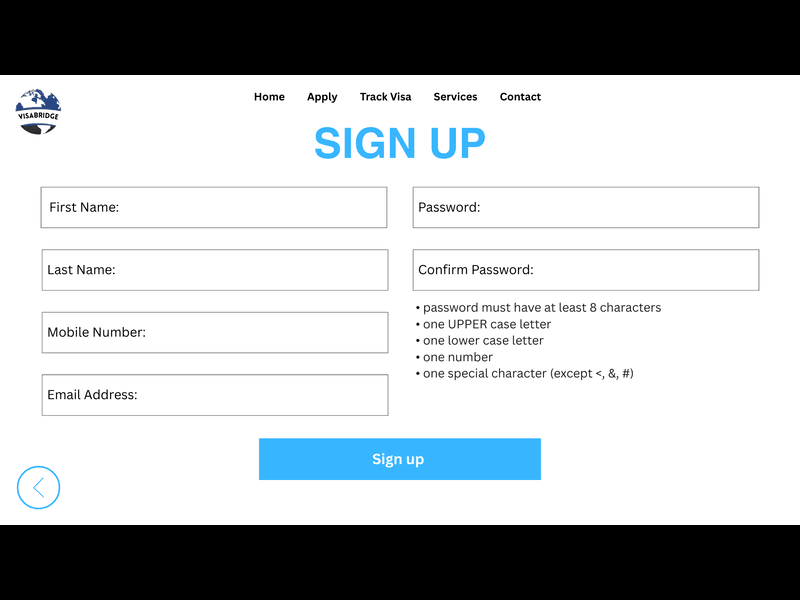 VISABRIDGE
Home Apply Track Visa Services Contact
SIGN UP
First Name:
Last Name:
Mobile Number:
Email Address:
Password:
Confirm Password:
• password must have at least 8 characters
• one UPPER case letter
• one lower case letter
• one number
• one special character (except <, &, #)
Sign up